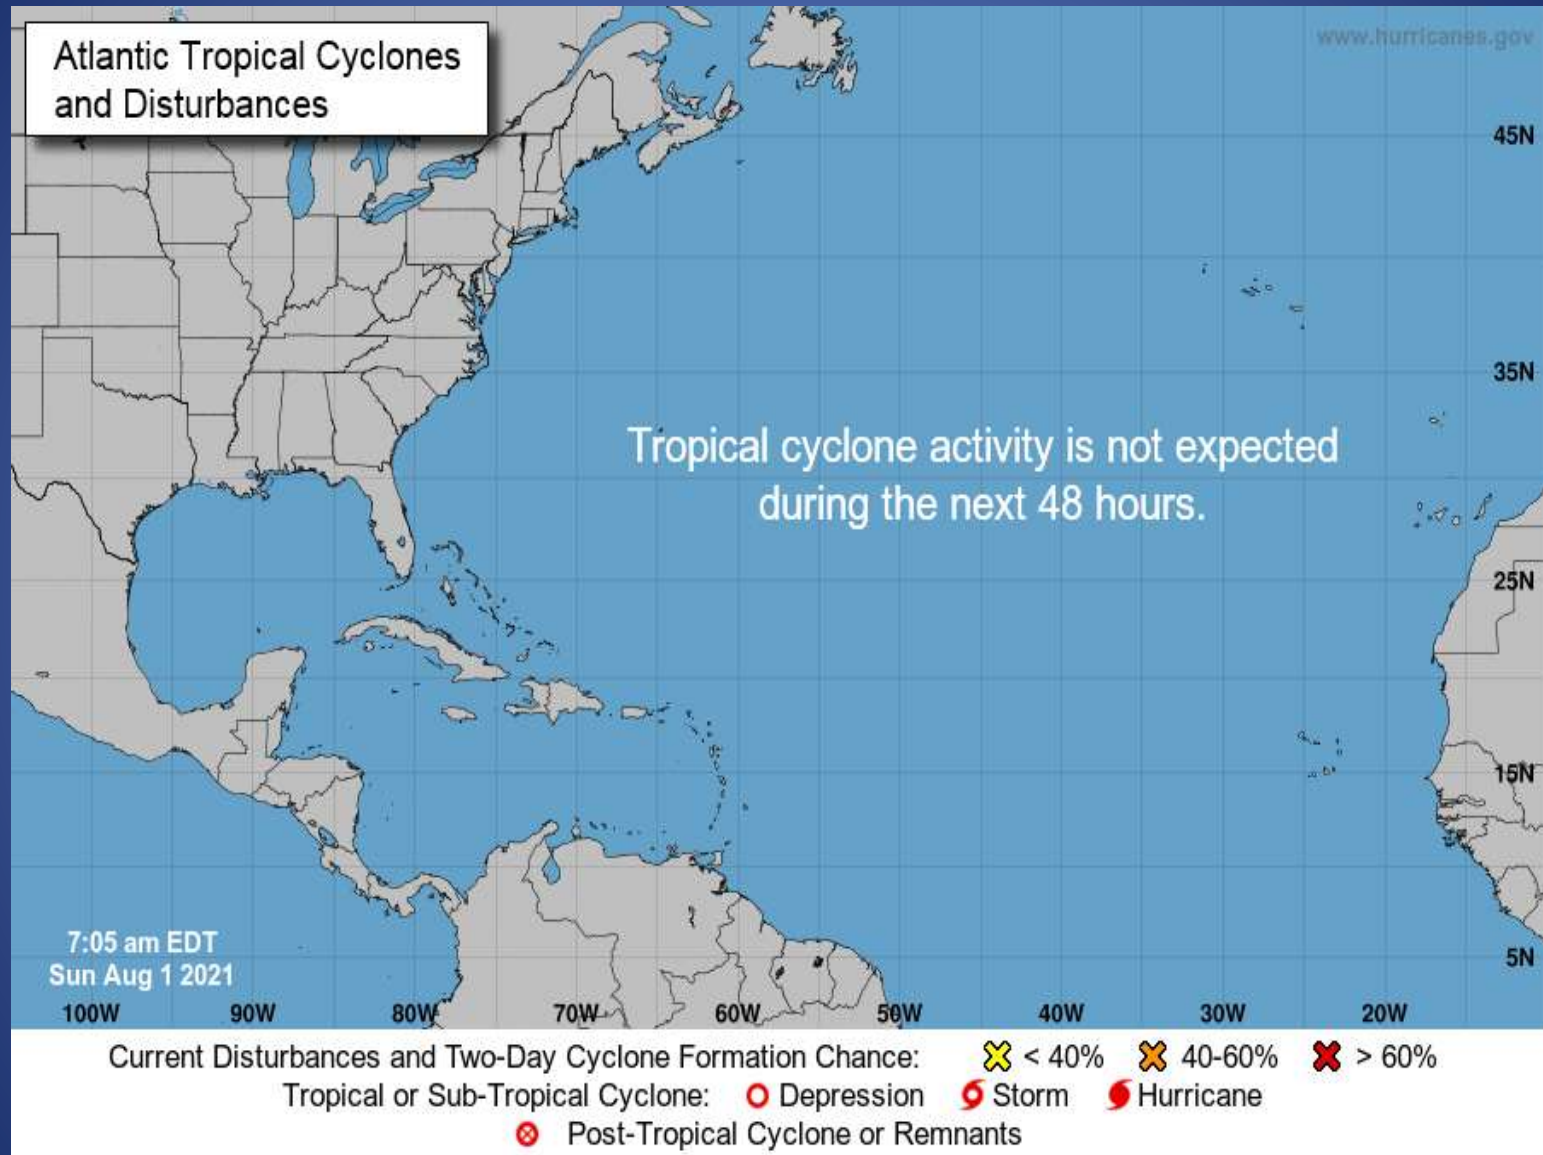 Atlantic Tropical Cyclones
and Disturbances
www.hurricanes.gov
45N
35N
Tropical cyclone activity is not expected
during the next 48 hours.
25N
15N
7:05 am EDT
Sun Aug 1 2021
5N
100W 90W 80W 70W 60W 50W 40W 30W 20W
Current Disturbances and Two-Day Cyclone Formation Chance: < 40% 40-60% > 60%
Tropical or Sub-Tropical Cyclone: Depression Storm Hurricane
Post-Tropical Cyclone or Remnants